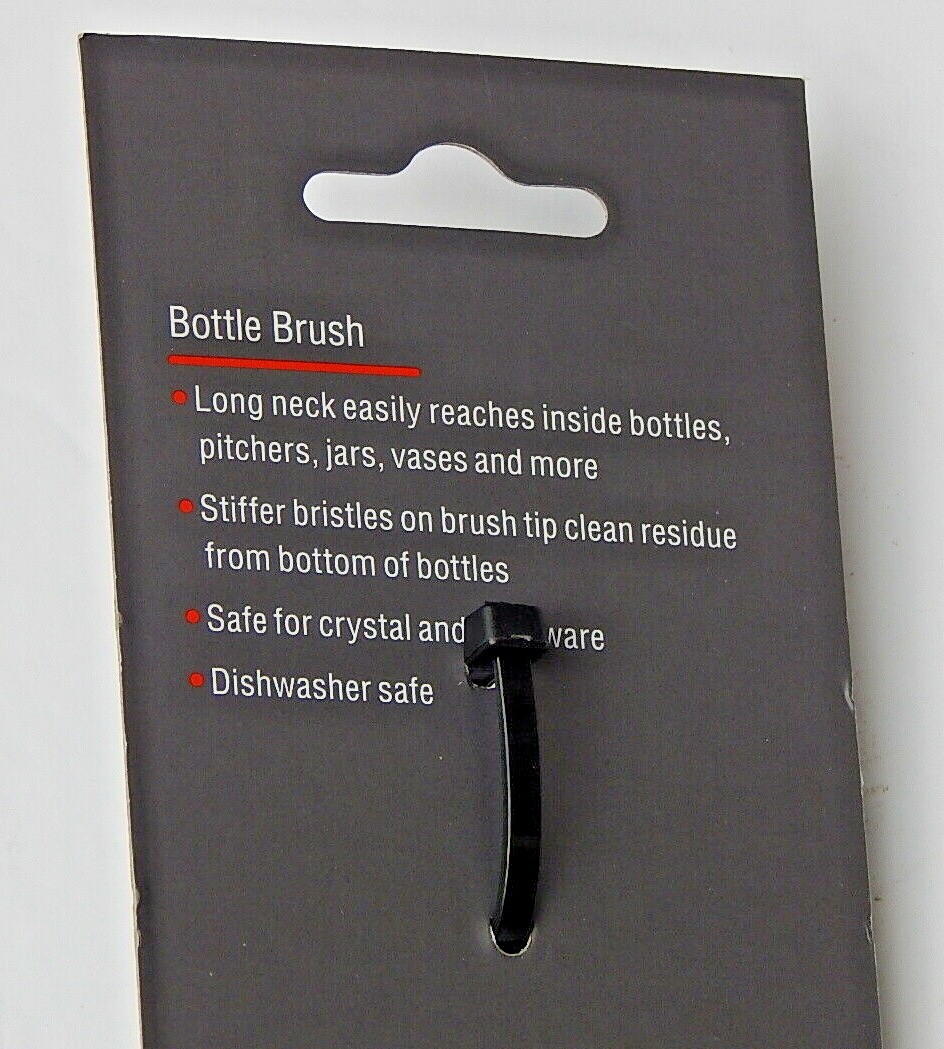 Bottle Brush
• Long neck easily reaches inside bottles,
pitchers, jars, vases and more
• Stiffer bristles on brush tip clean residue
from bottom of bottles
• Safe for crystal and ware
• Dishwasher safe